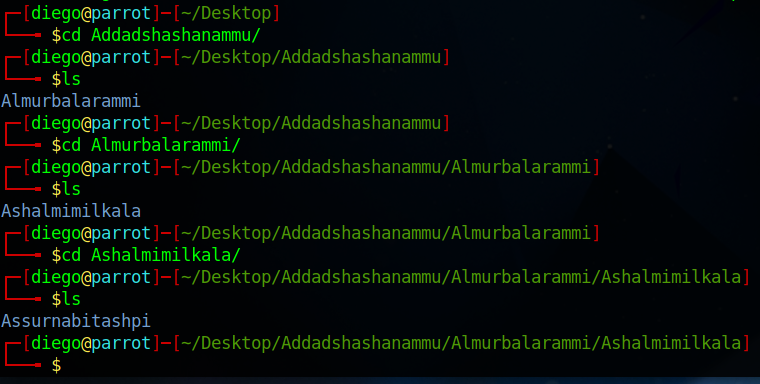 ┌─[diego@parrot]─[~/Desktop]
└──╼ $cd Addadshashanammu/
┌─[diego@parrot]─[~/Desktop/Addadshashanammu]
└──╼ $ls
Almurbalarammi
┌─[diego@parrot]─[~/Desktop/Addadshashanammu]
└──╼ $cd Almurbalarammi/
┌─[diego@parrot]─[~/Desktop/Addadshashanammu/Almurbalarammi]
└──╼ $ls
Ashalmimilkala
┌─[diego@parrot]─[~/Desktop/Addadshashanammu/Almurbalarammi]
└──╼ $cd Ashalmimilkala/
┌─[diego@parrot]─[~/Desktop/Addadshashanammu/Almurbalarammi/Ashalmimilkala]
└──╼ $ls
Assurnabitashpi
┌─[diego@parrot]─[~/Desktop/Addadshashanammu/Almurbalarammi/Ashalmimilkala]
└──╼ $